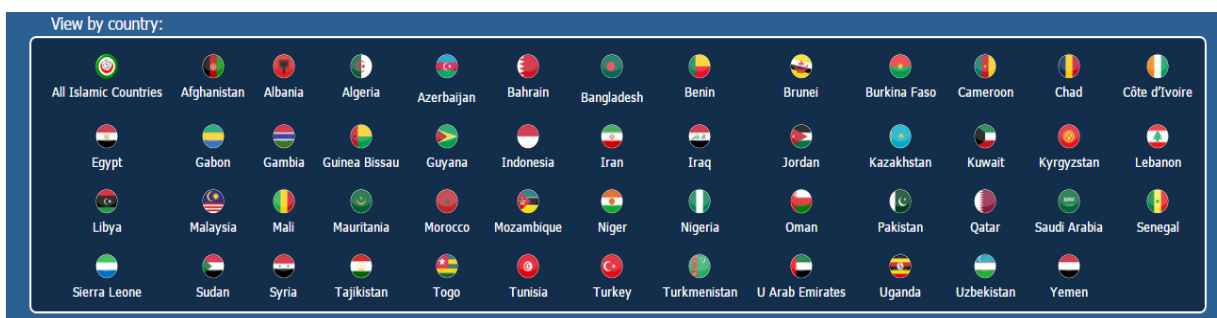 View by country:
All Islamic Countries Afghanistan Albania Algeria Azerbaijan Bahrain Bangladesh Benin Brunei Burkina Faso Cameroon Chad Côte d'Ivoire
Egypt Gabon Gambia Guinea Bissau Guyana Indonesia Iran Iraq Jordan Kazakhstan Kuwait Kyrgyzstan Lebanon
Libya Malaysia Mali Mauritania Morocco Mozambique Niger Nigeria Oman Pakistan Qatar Saudi Arabia Senegal
Sierra Leone Sudan Syria Tajikistan Togo Tunisia Turkey Turkmenistan U Arab Emirates Uganda Uzbekistan Yemen